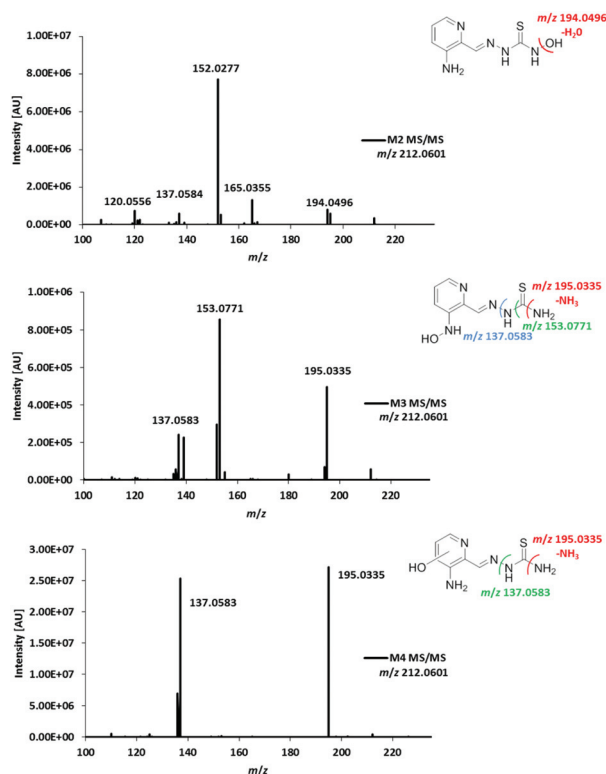 1.00E+07
8.00E+06
6.00E+06
4.00E+06
2.00E+06
0.00E+00
Intensity [AU]
100 120 140 160 180 200 220
m/z
120.0556
137.0584
152.0277
165.0355
194.0496
M2 MS/MS
m/z 212.0601
N
NH2
N
N
H
S
N
H
OH
m/z 194.0496
-H20
1.00E+06
8.00E+05
6.00E+05
4.00E+05
2.00E+05
0.00E+00
Intensity [AU]
100 120 140 160 180 200 220
m/z
137.0583
153.0771
195.0335
M3 MS/MS
m/z 212.0601
N
HO
NH
N
N
H
S
NH2
m/z 195.0335
-NH3
m/z 153.0771
m/z 137.0583
3.00E+07
2.50E+07
2.00E+07
1.50E+07
1.00E+07
5.00E+06
0.00E+00
Intensity [AU]
100 120 140 160 180 200 220
m/z
137.0583
195.0335
M4 MS/MS
m/z 212.0601
N
HO
NH2
N
N
H
S
NH2
m/z 195.0335
-NH3
m/z 137.0583